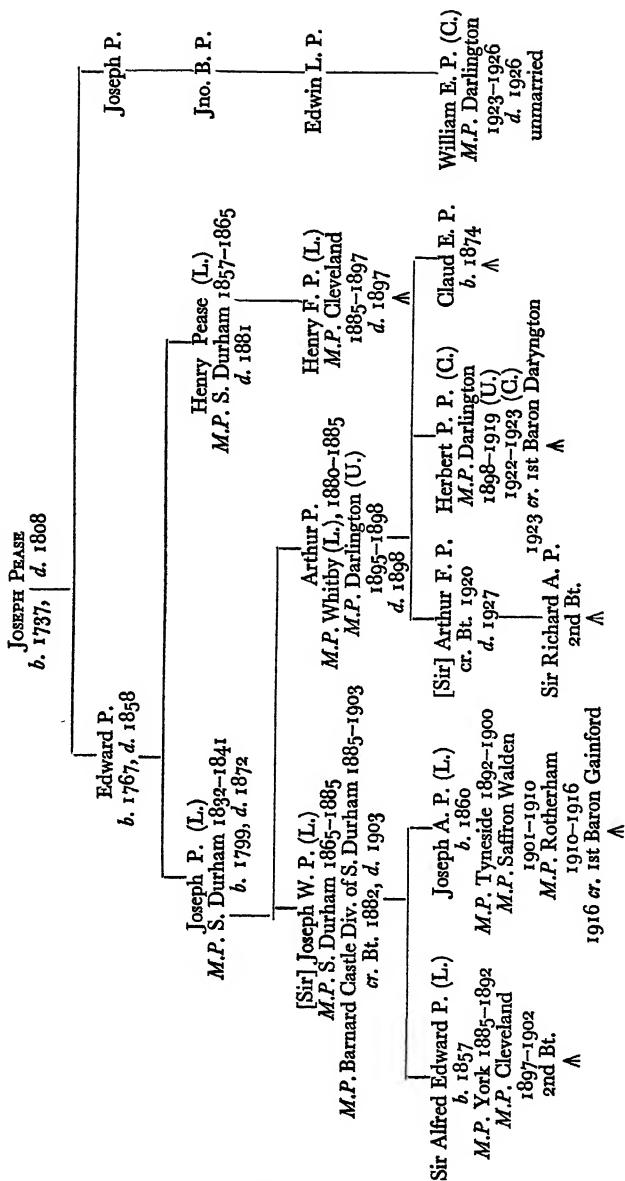 JOSEPH PEASE
b. 1737, d. 1808
Edward P.
b. 1767, d. 1858
Joseph P.
Joseph P. (L.)
M.P. S. Durham 1832–1841
b. 1799, d. 1872
Henry Pease (L.)
M.P. S. Durham 1857–1865
d. 1881
Jno. B. P.
[Sir] Joseph W. P. (L.)
M.P. S. Durham 1865–1885
M.P. Barnard Castle Div. of S. Durham 1885–1903
cr. Bt. 1882, d. 1903
Arthur P.
M.P. Whitby (L.), 1880–1885
M.P. Darlington (U.)
1895–1898
d. 1898
Henry F. P. (L.)
M.P. Cleveland
1885–1897
d. 1897
Edwin L. P.
Sir Alfred Edward P. (L.)
b. 1857
M.P. York 1885–1892
M.P. Cleveland
1897–1902
2nd Bt.
Joseph A. P. (L.)
b. 1860
M.P. Tyneside 1892–1900
M.P. Saffron Walden
1901–1910
M.P. Rotherham
1910–1916
1916 cr. 1st Baron Gainford
[Sir] Arthur F. P.
cr. Bt. 1920
d. 1927
Sir Richard A. P.
2nd Bt.
Herbert P. P. (C.)
M.P. Darlington
1898–1919 (U.)
1922–1923 (C.)
1923 cr. 1st Baron Daryngton
Claud E. P.
b. 1874
William E. P. (C.)
M.P. Darlington
1923–1926
d. 1926
unmarried